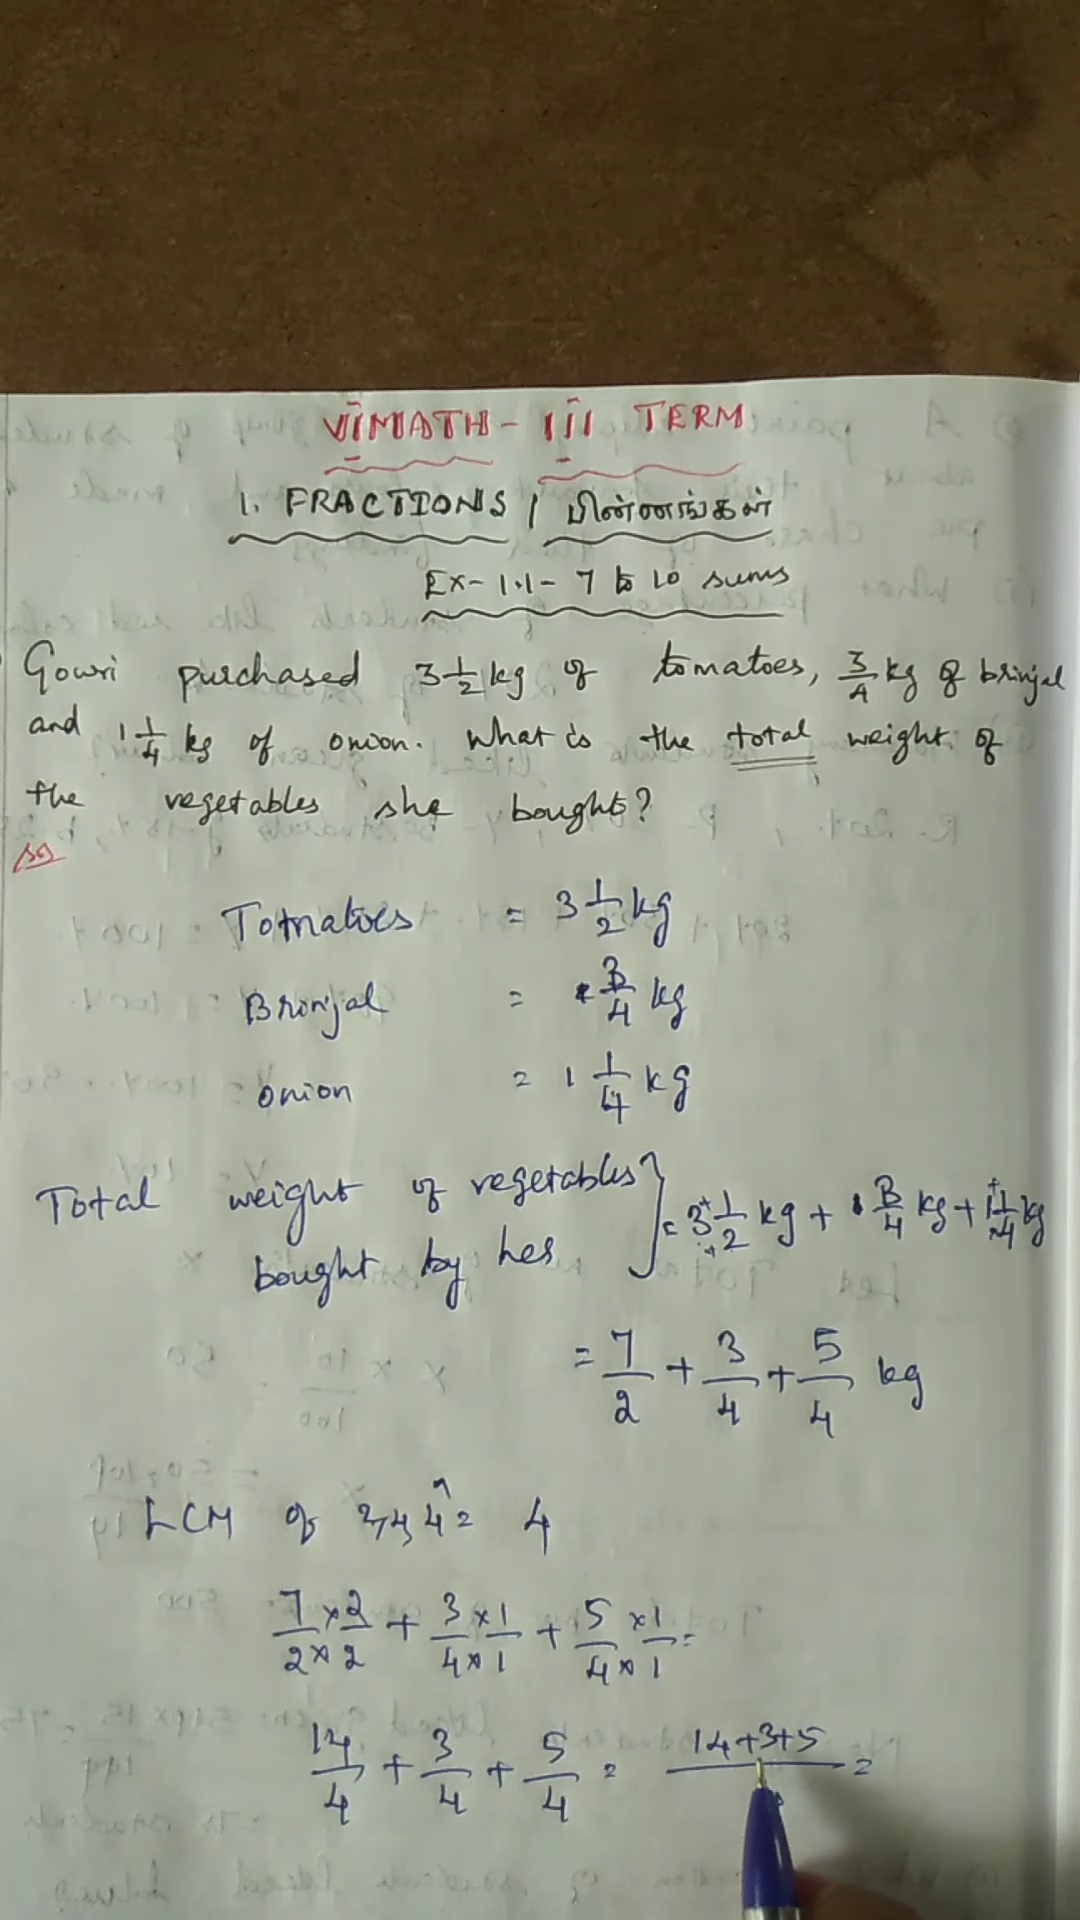 VI MATH - III TERM
1. FRACTIONS / பின்னங்கள்
Ex - 1.1 - 7 to 10 sums
Gowri purchased 3 1/2 kg of tomatoes, 3/4 kg of brinjal
and 1 1/4 kg of onion. What is the total weight of
the vegetables she bought?
Tomatoes = 3 1/2 kg
Brinjal = 3/4 kg
onion = 1 1/4 kg
Total weight of vegetables bought by her } = 3 1/2 kg + 3/4 kg + 1 1/4 kg
= 7/2 + 3/4 + 5/4 kg
LCM of 2, 4, 4 = 4
7/2 × 2/2 + 3/4 × 1/1 + 5/4 × 1/1 =
14/4 + 3/4 + 5/4 = 14+3+5 =